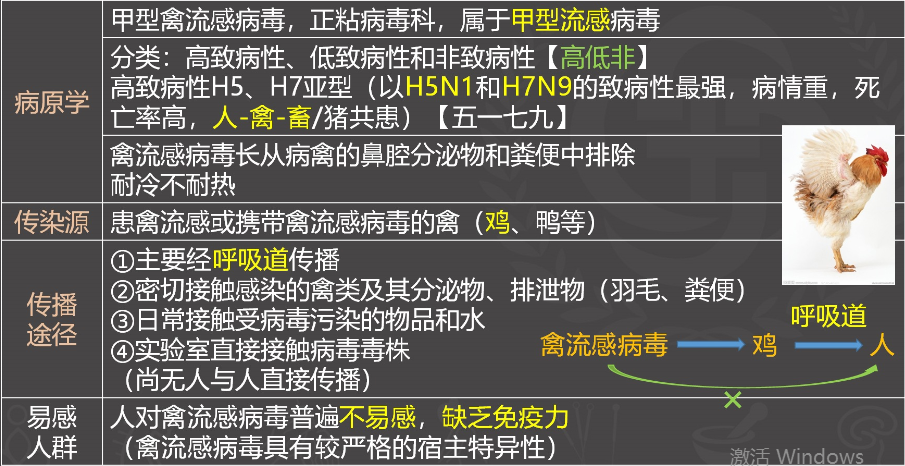 病原学
甲型禽流感病毒，正粘病毒科，属于甲型流感病毒
分类：高致病性、低致病性和非致病性【高低非】
高致病性H5、H7亚型（以H5N1和H7N9的致病性最强，病情重，死
亡率高，人-禽-畜/猪共患）【五一七九】
禽流感病毒长从病禽的鼻腔分泌物和粪便中排除
耐冷不耐热
传染源
患禽流感或携带禽流感病毒的禽（鸡、鸭等）
传播
途径
①主要经呼吸道传播
②密切接触感染的禽类及其分泌物、排泄物（羽毛、粪便）
③日常接触受病毒污染的物品和水
④实验室直接接触病毒毒株
（尚无人与人直接传播）
呼吸道
禽流感病毒
鸡
人
易感
人群
人对禽流感病毒普遍不易感，缺乏免疫力
（禽流感病毒具有较严格的宿主特异性）
激活 Windows